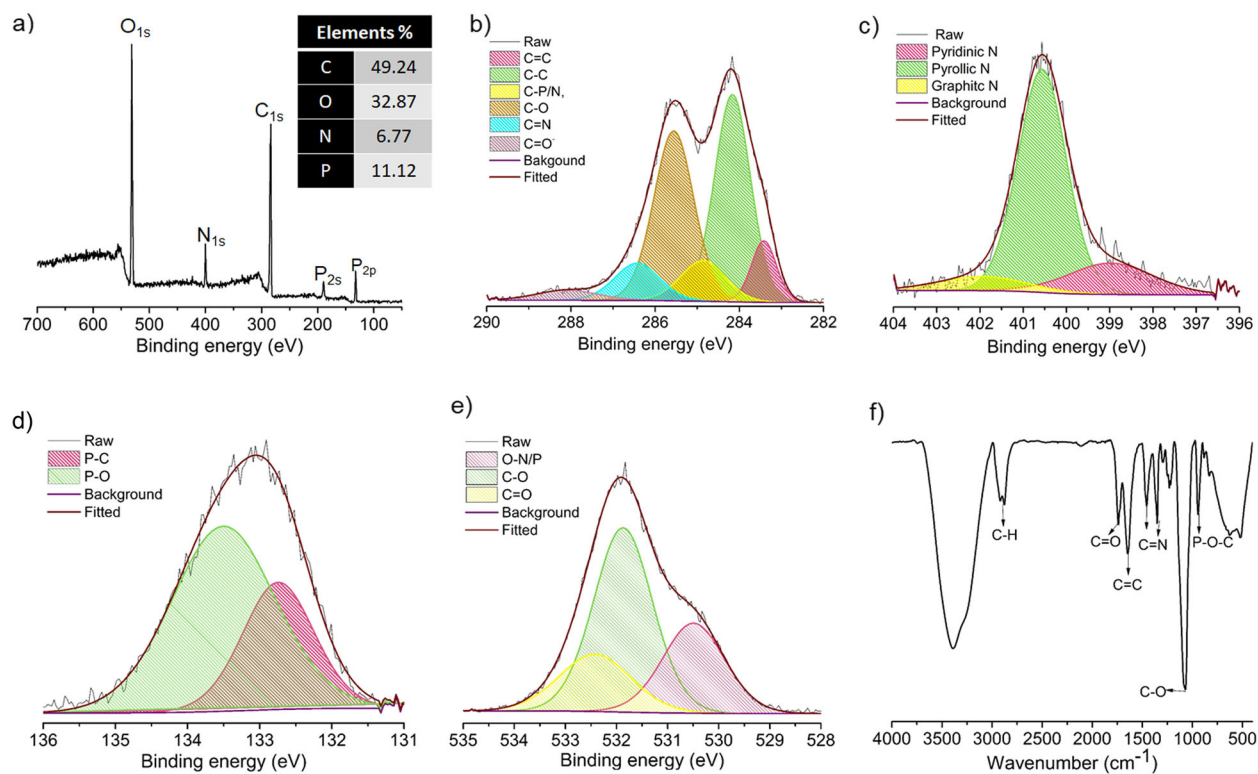 a)
O1s
C1s
N1s
P2s
P2p
Elements %
C 49.24
O 32.87
N 6.77
P 11.12
700 600 500 400 300 200 100
Binding energy (eV)
b)
Raw
C=C
C-C
C-P/N,
C-O
C=N
C=O-
Bakgound
Fitted
290 288 286 284 282
Binding energy (eV)
c)
Raw
Pyridinic N
Pyrollic N
Graphitc N
Background
Fitted
404 403 402 401 400 399 398 397 396
Binding energy (eV)
d)
Raw
P-C
P-O
Background
Fitted
136 135 134 133 132 131
Binding energy (eV)
e)
Raw
O-N/P
C-O
C=O
Background
Fitted
535 534 533 532 531 530 529 528
Binding energy (eV)
f)
C-H
C=O
C=C
C=N
P-O-C
C-O
4000 3500 3000 2500 2000 1500 1000 500
Wavenumber (cm-1)